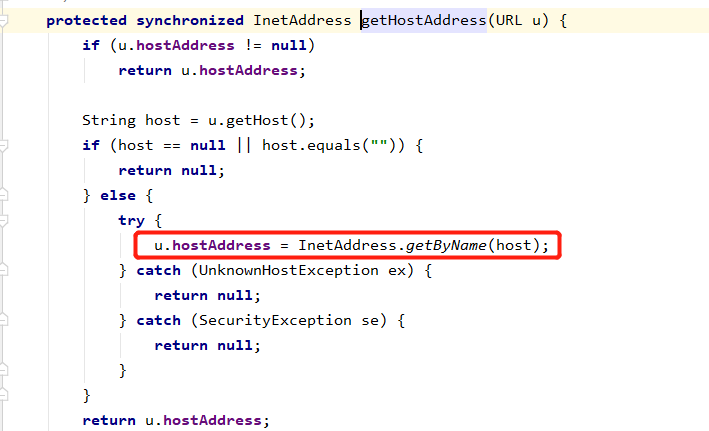 protected synchronized InetAddress getHostAddress(URL u) {
if (u.hostAddress != null)
return u.hostAddress;
String host = u.getHost();
if (host == null || host.equals("")) {
return null;
} else {
try {
u.hostAddress = InetAddress.getByName(host);
} catch (UnknownHostException ex) {
return null;
} catch (SecurityException se) {
return null;
}
}
return u.hostAddress;